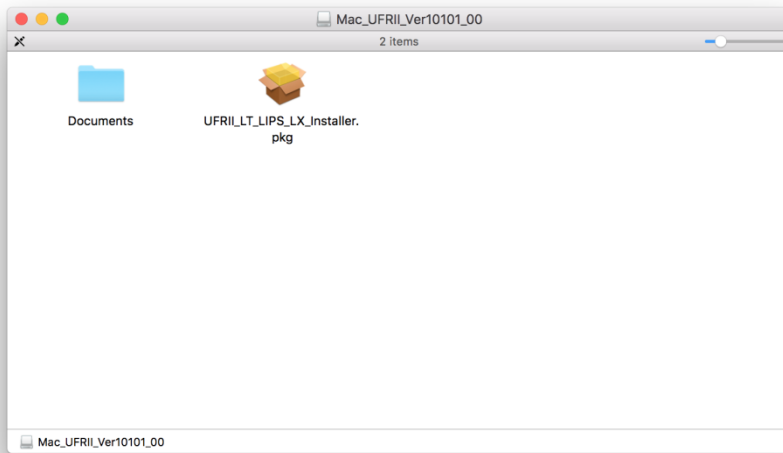 Mac_UFRII_Ver10101_00
2 items
Documents
UFRII_LT_LIPS_LX_Installer.
pkg
Mac_UFRII_Ver10101_00